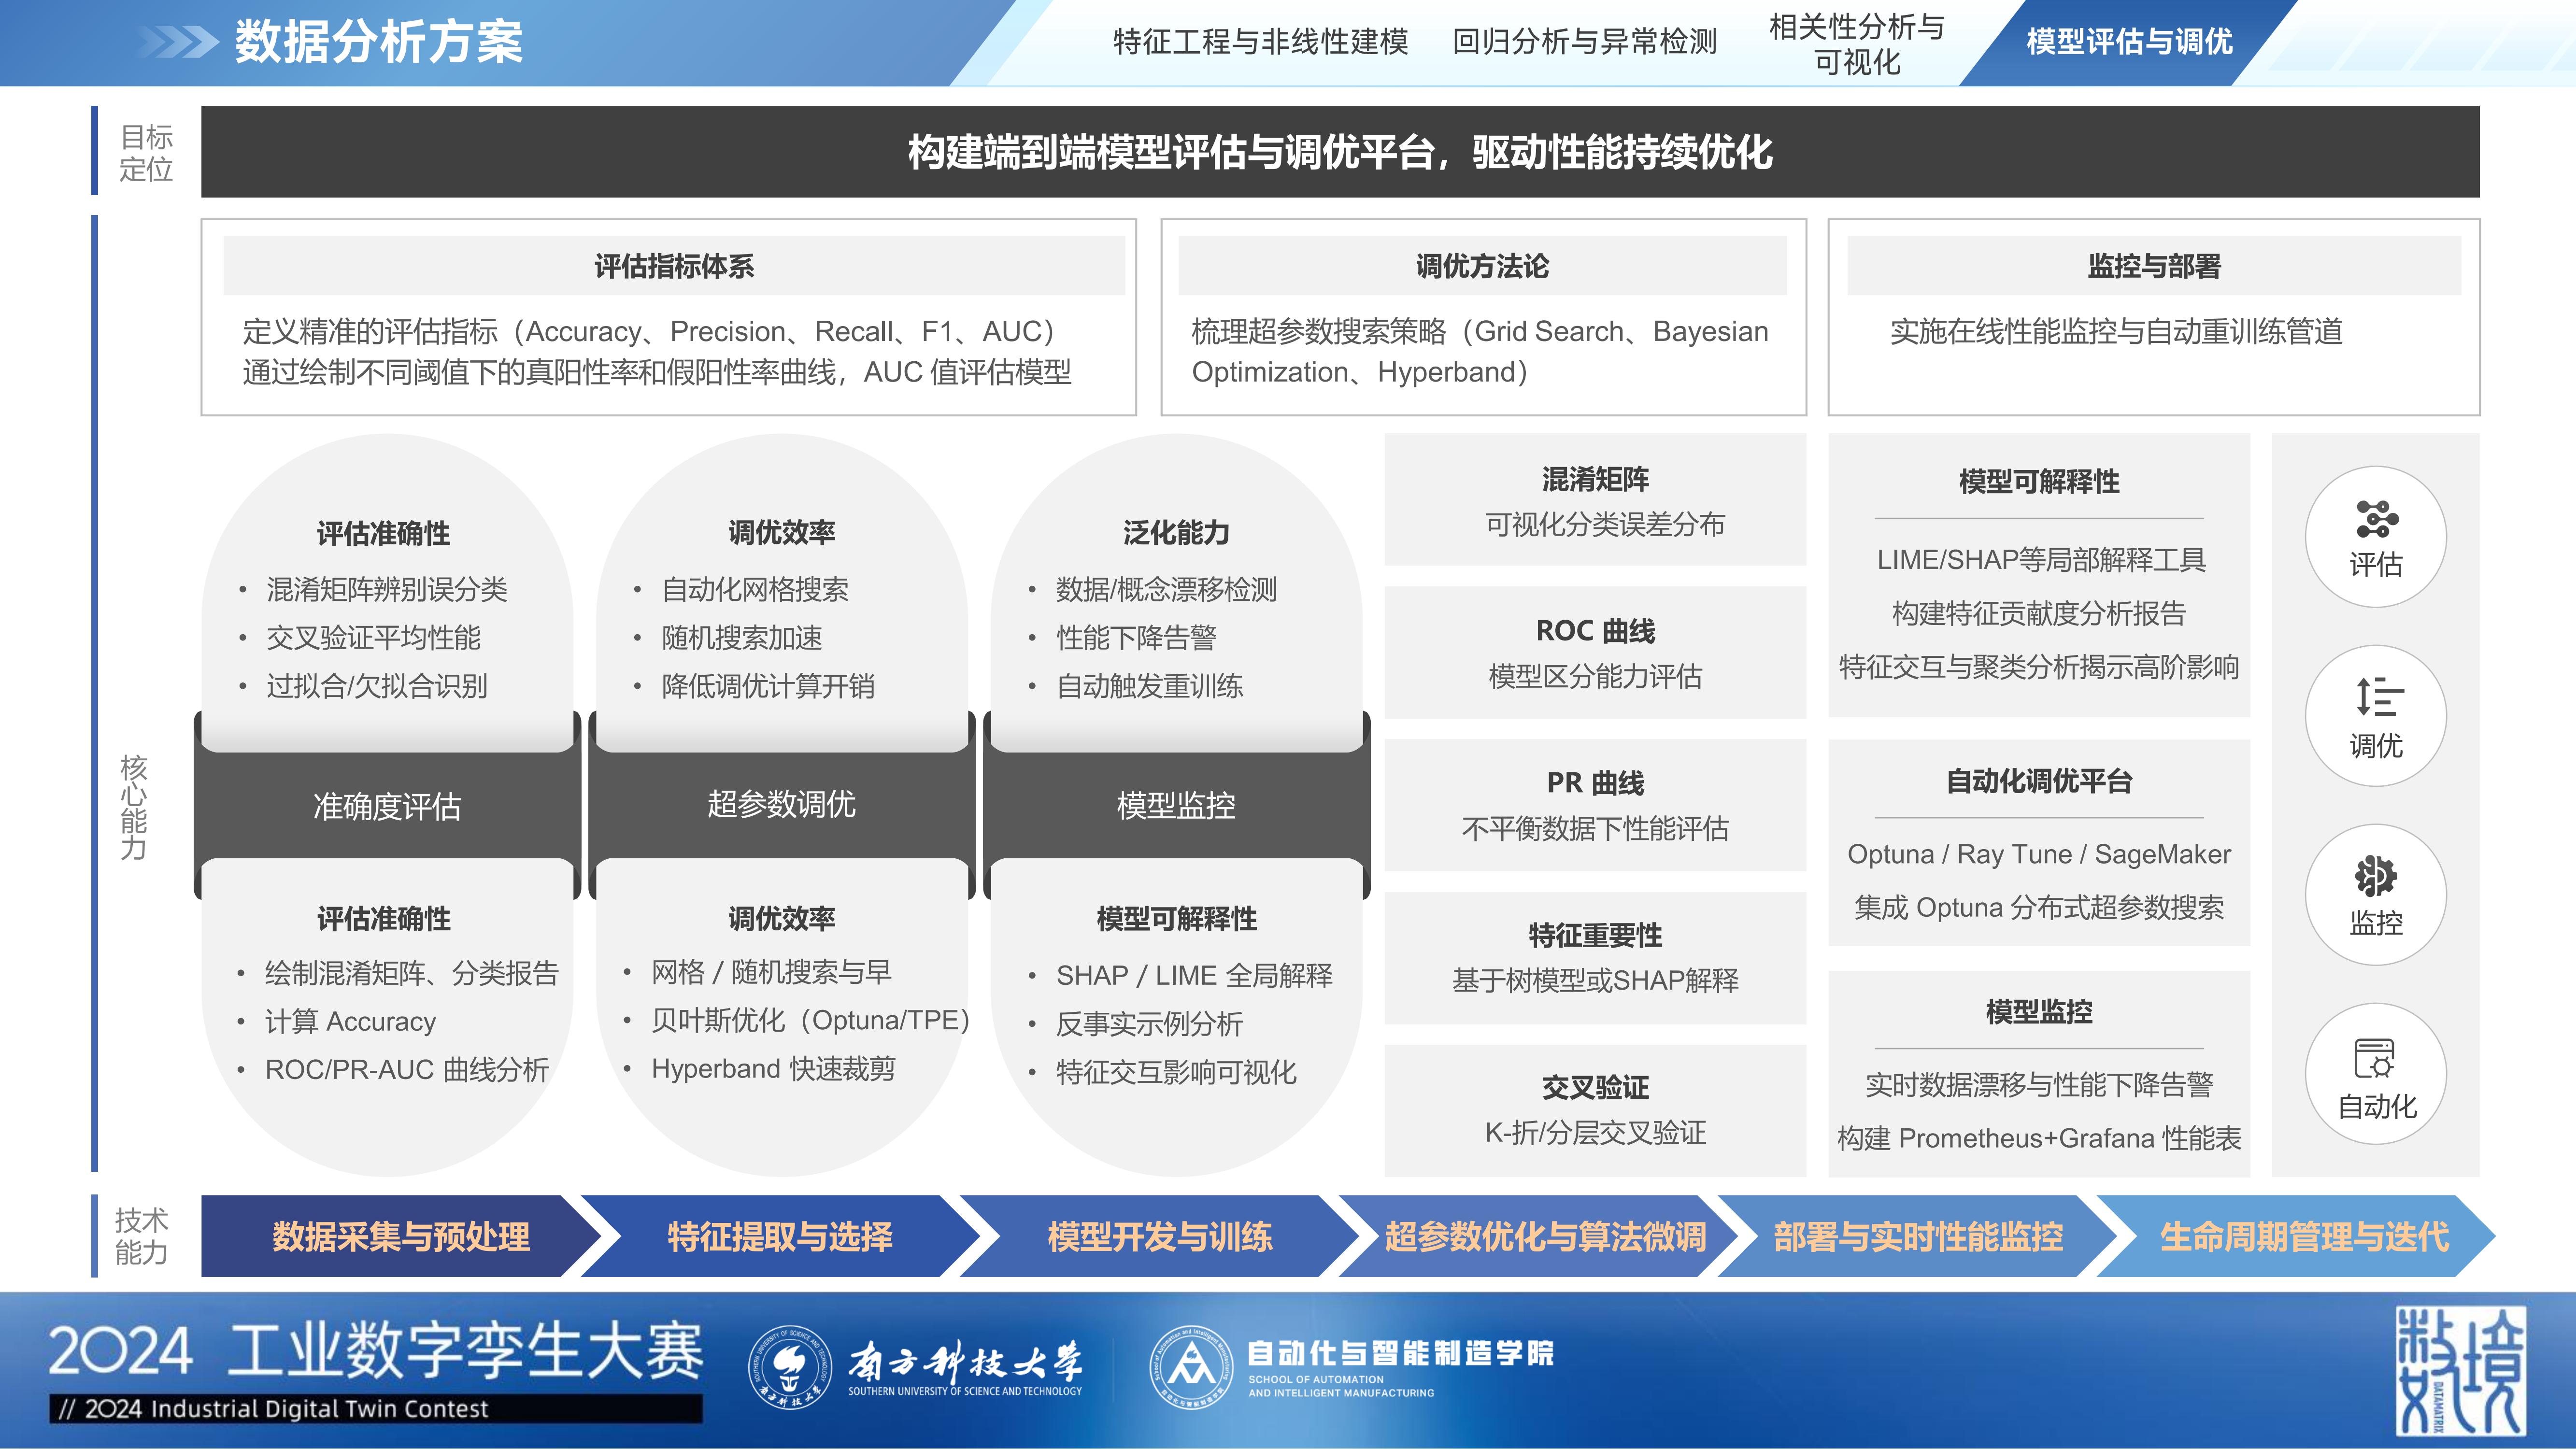 数据分析方案
特征工程与非线性建模
回归分析与异常检测
相关性分析与
可视化
模型评估与调优
目标
定位
构建端到端模型评估与调优平台，驱动性能持续优化
评估指标体系
定义精准的评估指标（Accuracy、Precision、Recall、F1、AUC）
通过绘制不同阈值下的真阳性率和假阳性率曲线，AUC 值评估模型
调优方法论
梳理超参数搜索策略（Grid Search、Bayesian
Optimization、Hyperband）
监控与部署
实施在线性能监控与自动重训练管道
核心能力
评估准确性
• 混淆矩阵辨别误分类
• 交叉验证平均性能
• 过拟合/欠拟合识别
准确度评估
评估准确性
• 绘制混淆矩阵、分类报告
• 计算 Accuracy
• ROC/PR-AUC 曲线分析
调优效率
• 自动化网格搜索
• 随机搜索加速
• 降低调优计算开销
超参数调优
调优效率
• 网格 / 随机搜索与早
• 贝叶斯优化（Optuna/TPE）
• Hyperband 快速裁剪
泛化能力
• 数据/概念漂移检测
• 性能下降告警
• 自动触发重训练
模型监控
模型可解释性
• SHAP / LIME 全局解释
• 反事实示例分析
• 特征交互影响可视化
混淆矩阵
可视化分类误差分布
ROC 曲线
模型区分能力评估
PR 曲线
不平衡数据下性能评估
特征重要性
基于树模型或SHAP解释
交叉验证
K-折/分层交叉验证
模型可解释性
LIME/SHAP等局部解释工具
构建特征贡献度分析报告
特征交互与聚类分析揭示高阶影响
自动化调优平台
Optuna / Ray Tune / SageMaker
集成 Optuna 分布式超参数搜索
模型监控
实时数据漂移与性能下降告警
构建 Prometheus+Grafana 性能表
评估
调优
监控
自动化
技术
能力
数据采集与预处理
特征提取与选择
模型开发与训练
超参数优化与算法微调
部署与实时性能监控
生命周期管理与迭代
2024 工业数字孪生大赛
// 2024 Industrial Digital Twin Contest
南方科技大学
SOUTHERN UNIVERSITY OF SCIENCE AND TECHNOLOGY
自动化与智能制造学院
SCHOOL OF AUTOMATION
AND INTELLIGENT MANUFACTURING
数境
DATAMATRIX